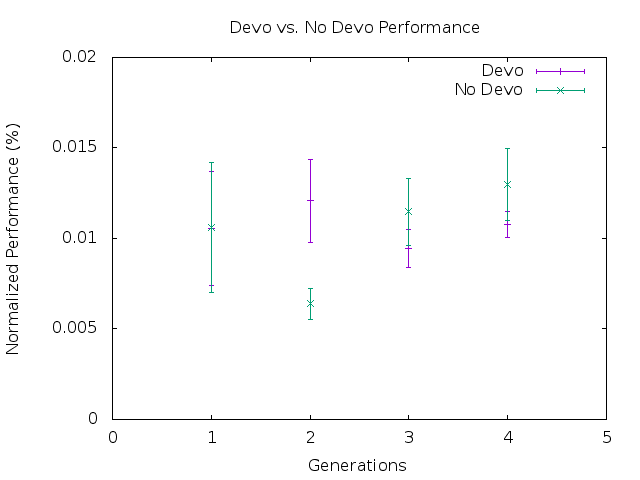 Devo vs. No Devo Performance
Devo
No Devo
Normalized Performance (%)
0.02
0.015
0.01
0.005
0
0 1 2 3 4 5
Generations